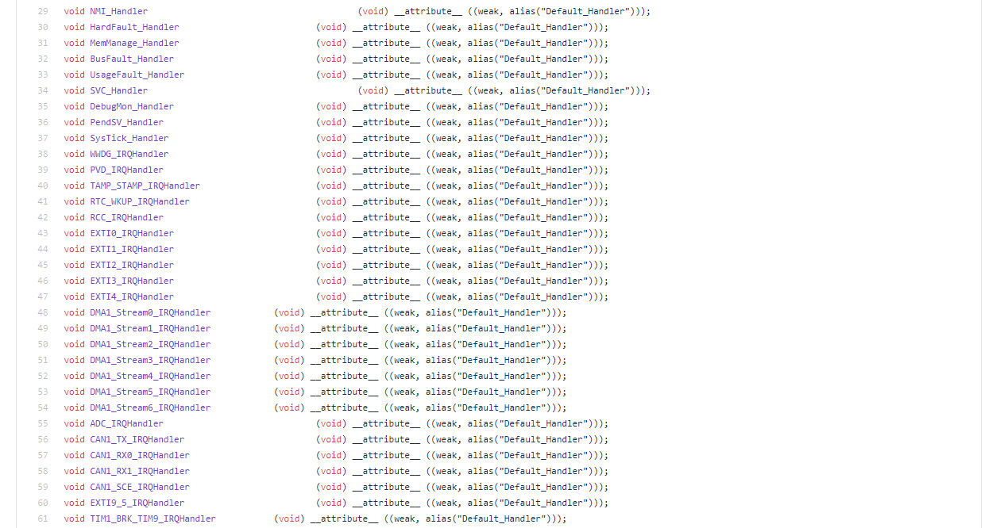 29 void NMI_Handler (void) __attribute__ ((weak, alias("Default_Handler")));
30 void HardFault_Handler (void) __attribute__ ((weak, alias("Default_Handler")));
31 void MemManage_Handler (void) __attribute__ ((weak, alias("Default_Handler")));
32 void BusFault_Handler (void) __attribute__ ((weak, alias("Default_Handler")));
33 void UsageFault_Handler (void) __attribute__ ((weak, alias("Default_Handler")));
34 void SVC_Handler (void) __attribute__ ((weak, alias("Default_Handler")));
35 void DebugMon_Handler (void) __attribute__ ((weak, alias("Default_Handler")));
36 void PendSV_Handler (void) __attribute__ ((weak, alias("Default_Handler")));
37 void SysTick_Handler (void) __attribute__ ((weak, alias("Default_Handler")));
38 void WWDG_IRQHandler (void) __attribute__ ((weak, alias("Default_Handler")));
39 void PVD_IRQHandler (void) __attribute__ ((weak, alias("Default_Handler")));
40 void TAMP_STAMP_IRQHandler (void) __attribute__ ((weak, alias("Default_Handler")));
41 void RTC_WKUP_IRQHandler (void) __attribute__ ((weak, alias("Default_Handler")));
42 void RCC_IRQHandler (void) __attribute__ ((weak, alias("Default_Handler")));
43 void EXTI0_IRQHandler (void) __attribute__ ((weak, alias("Default_Handler")));
44 void EXTI1_IRQHandler (void) __attribute__ ((weak, alias("Default_Handler")));
45 void EXTI2_IRQHandler (void) __attribute__ ((weak, alias("Default_Handler")));
46 void EXTI3_IRQHandler (void) __attribute__ ((weak, alias("Default_Handler")));
47 void EXTI4_IRQHandler (void) __attribute__ ((weak, alias("Default_Handler")));
48 void DMA1_Stream0_IRQHandler (void) __attribute__ ((weak, alias("Default_Handler")));
49 void DMA1_Stream1_IRQHandler (void) __attribute__ ((weak, alias("Default_Handler")));
50 void DMA1_Stream2_IRQHandler (void) __attribute__ ((weak, alias("Default_Handler")));
51 void DMA1_Stream3_IRQHandler (void) __attribute__ ((weak, alias("Default_Handler")));
52 void DMA1_Stream4_IRQHandler (void) __attribute__ ((weak, alias("Default_Handler")));
53 void DMA1_Stream5_IRQHandler (void) __attribute__ ((weak, alias("Default_Handler")));
54 void DMA1_Stream6_IRQHandler (void) __attribute__ ((weak, alias("Default_Handler")));
55 void ADC_IRQHandler (void) __attribute__ ((weak, alias("Default_Handler")));
56 void CAN1_TX_IRQHandler (void) __attribute__ ((weak, alias("Default_Handler")));
57 void CAN1_RX0_IRQHandler (void) __attribute__ ((weak, alias("Default_Handler")));
58 void CAN1_RX1_IRQHandler (void) __attribute__ ((weak, alias("Default_Handler")));
59 void CAN1_SCE_IRQHandler (void) __attribute__ ((weak, alias("Default_Handler")));
60 void EXTI9_5_IRQHandler (void) __attribute__ ((weak, alias("Default_Handler")));
61 void TIM1_BRK_TIM9_IRQHandler (void) __attribute__ ((weak, alias("Default_Handler")));